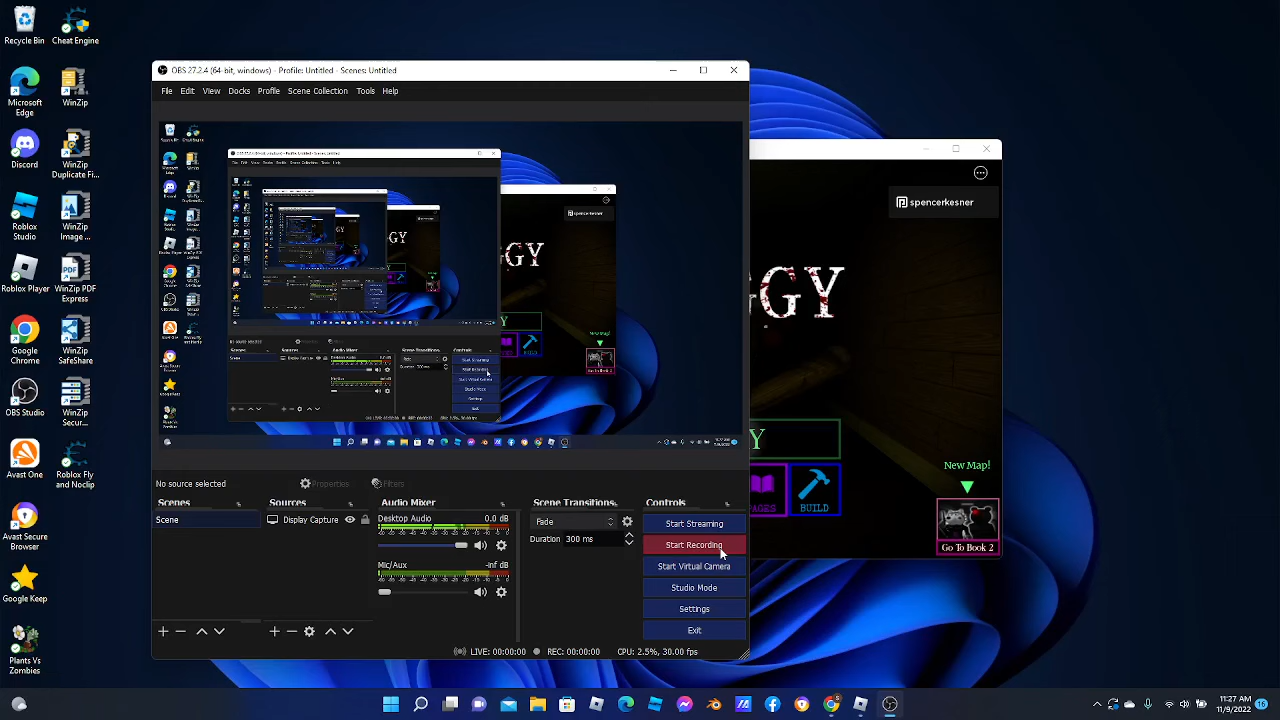 Recycle Bin
Cheat Engine
Microsoft Edge
WinZip
Discord
Duplicate Fi...
Roblox Studio
WinZip Image ...
Roblox Player
WinZip PDF Express
Google Chrome
WinZip SafeShare
OBS Studio
WinZip Secur...
Avast One
Roblox Fly and Noclip
Google Keep
Plants Vs Zombies
OBS 27.2.4 (64-bit, windows) - Profile: Untitled - Scenes: Untitled
File Edit View Docks Profile Scene Collection Tools Help
No source selected
Properties
Filters
Scenes
Sources
Audio Mixer
Scene Transitions
Controls
Scene
Display Capture
Desktop Audio 0.0 dB
Mic/Aux -inf dB
Fade
Duration 300 ms
Start Streaming
Start Recording
Start Virtual Camera
Studio Mode
Settings
Exit
LIVE: 00:00:00
REC: 00:00:00
CPU: 2.5%, 30.00 fps
spencerkesner
GGY
Y
AGES
BUILD
New Map!
Go To Book 2
11:27 AM
11/9/2022